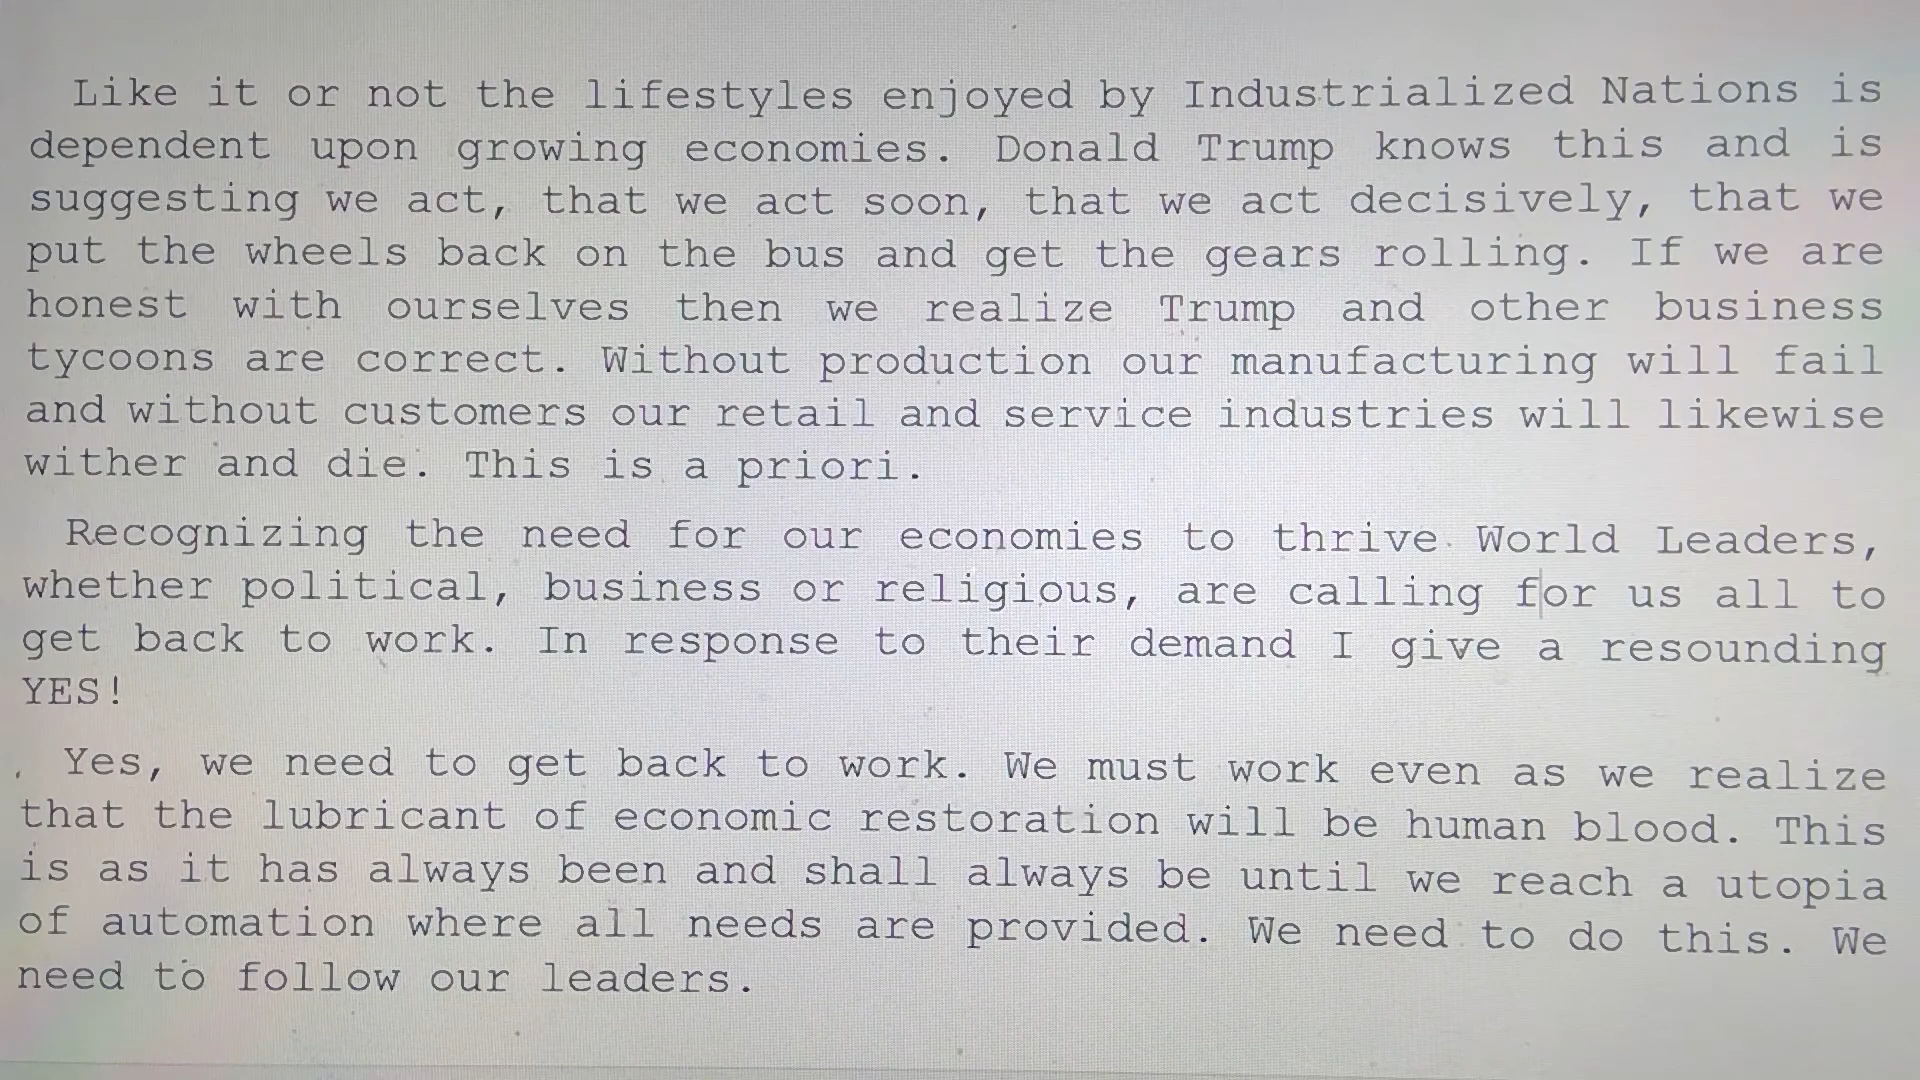 Like it or not the lifestyles enjoyed by Industrialized Nations is
dependent upon growing economies. Donald Trump knows this and is
suggesting we act, that we act soon, that we act decisively, that we
put the wheels back on the bus and get the gears rolling. If we are
honest with ourselves then we realize Trump and other business
tycoons are correct. Without production our manufacturing will fail
and without customers our retail and service industries will likewise
wither and die. This is a priori.
Recognizing the need for our economies to thrive World Leaders,
whether political, business or religious, are calling for us all to
get back to work. In response to their demand I give a resounding
YES!
Yes, we need to get back to work. We must work even as we realize
that the lubricant of economic restoration will be human blood. This
is as it has always been and shall always be until we reach a utopia
of automation where all needs are provided. We need to do this. We
need to follow our leaders.